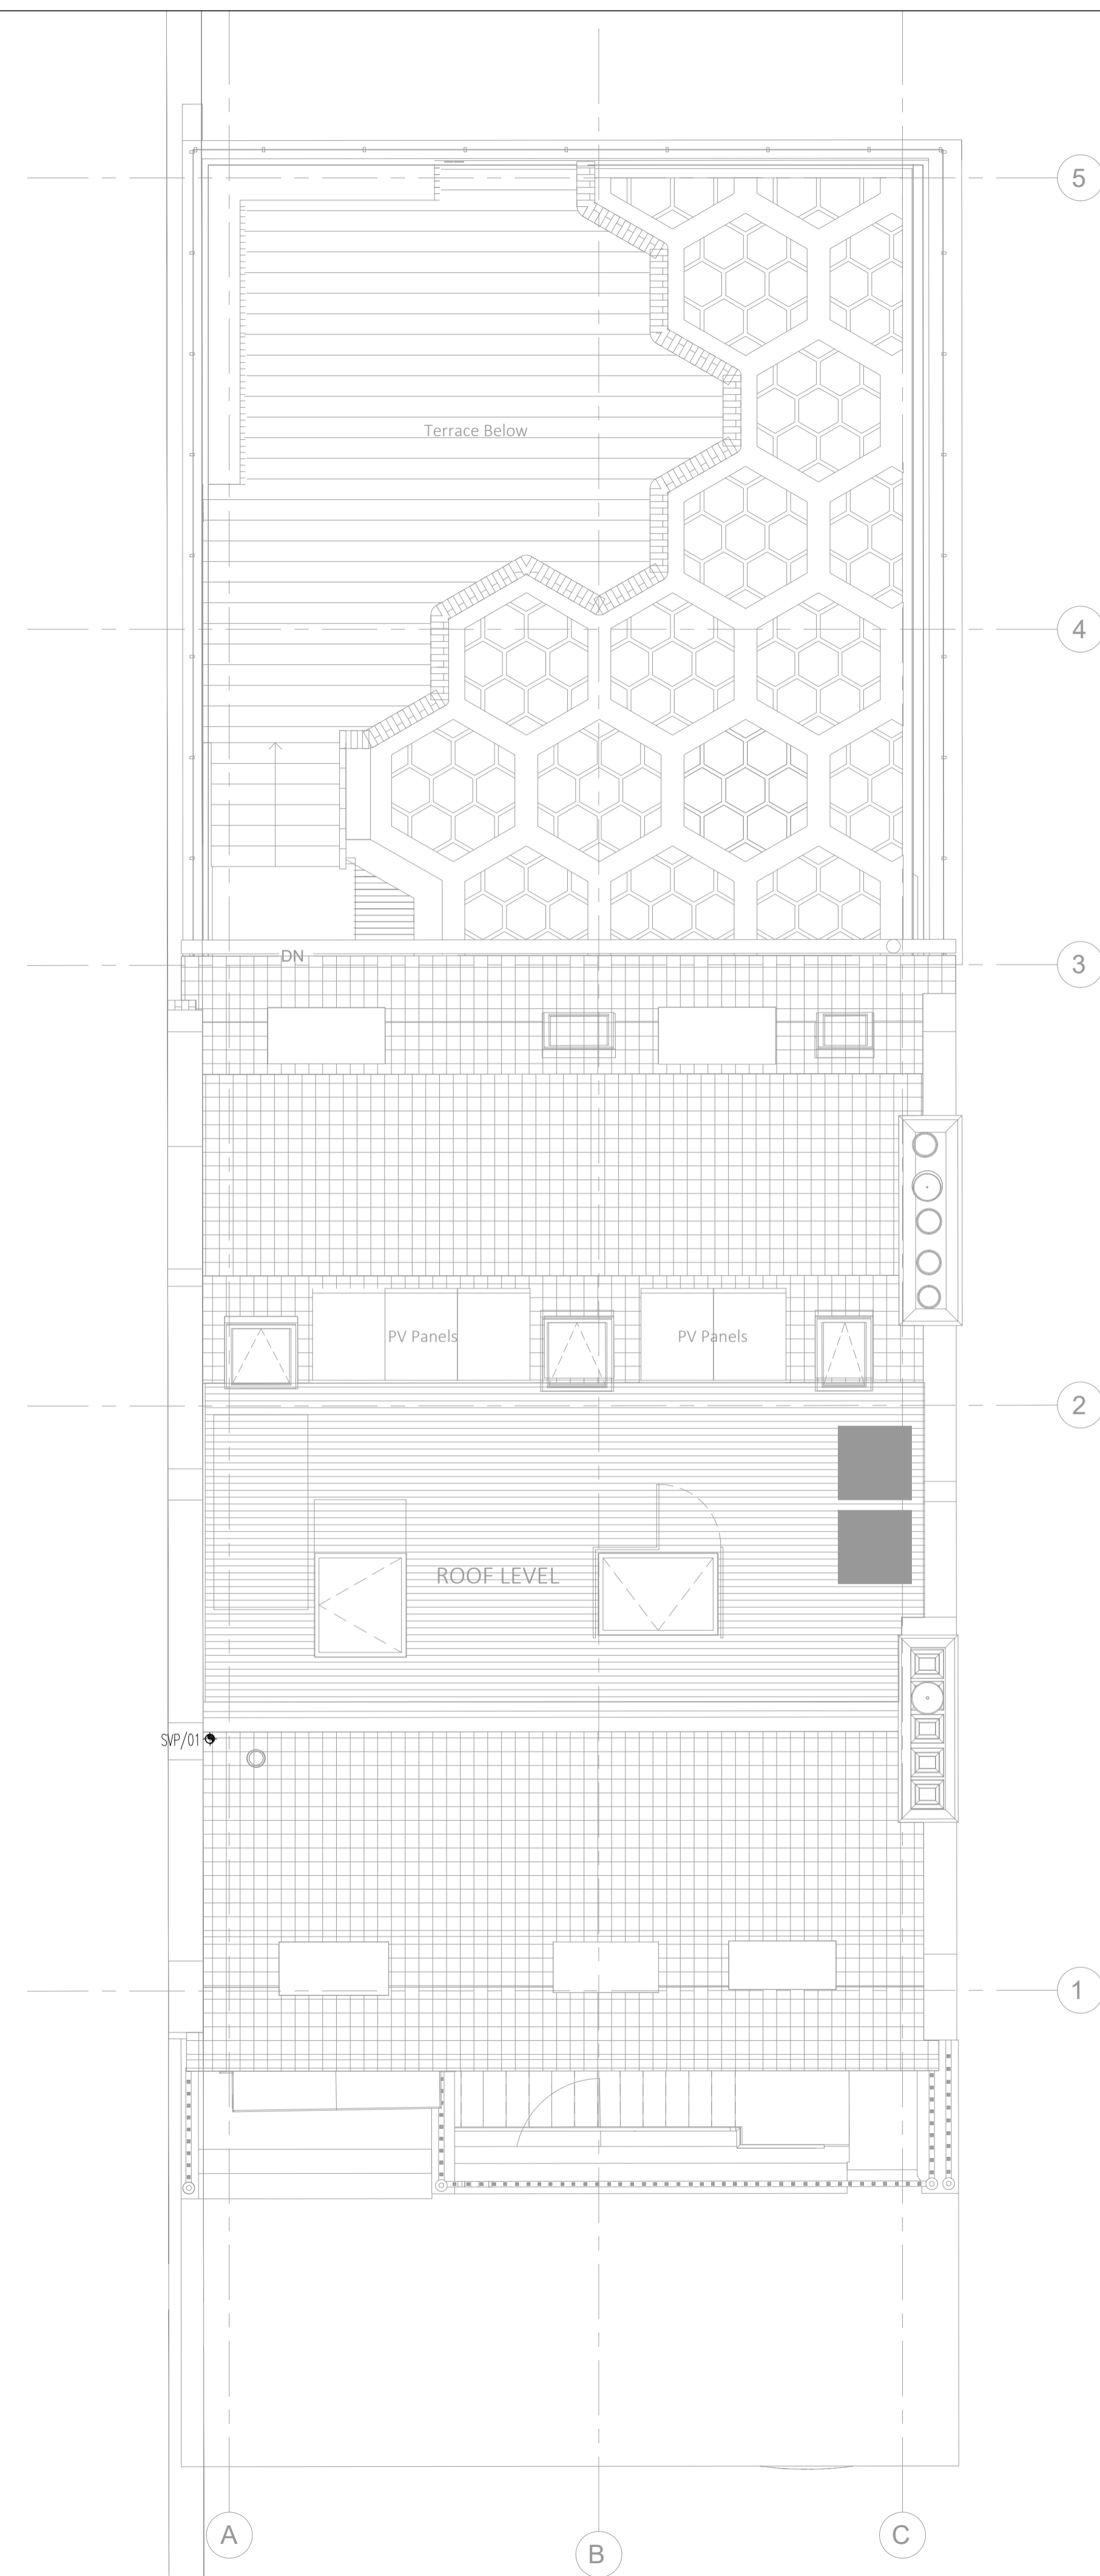 5
Terrace Below
4
DN
3
PV Panels
PV Panels
2
ROOF LEVEL
SVP/01
1
A
B
C